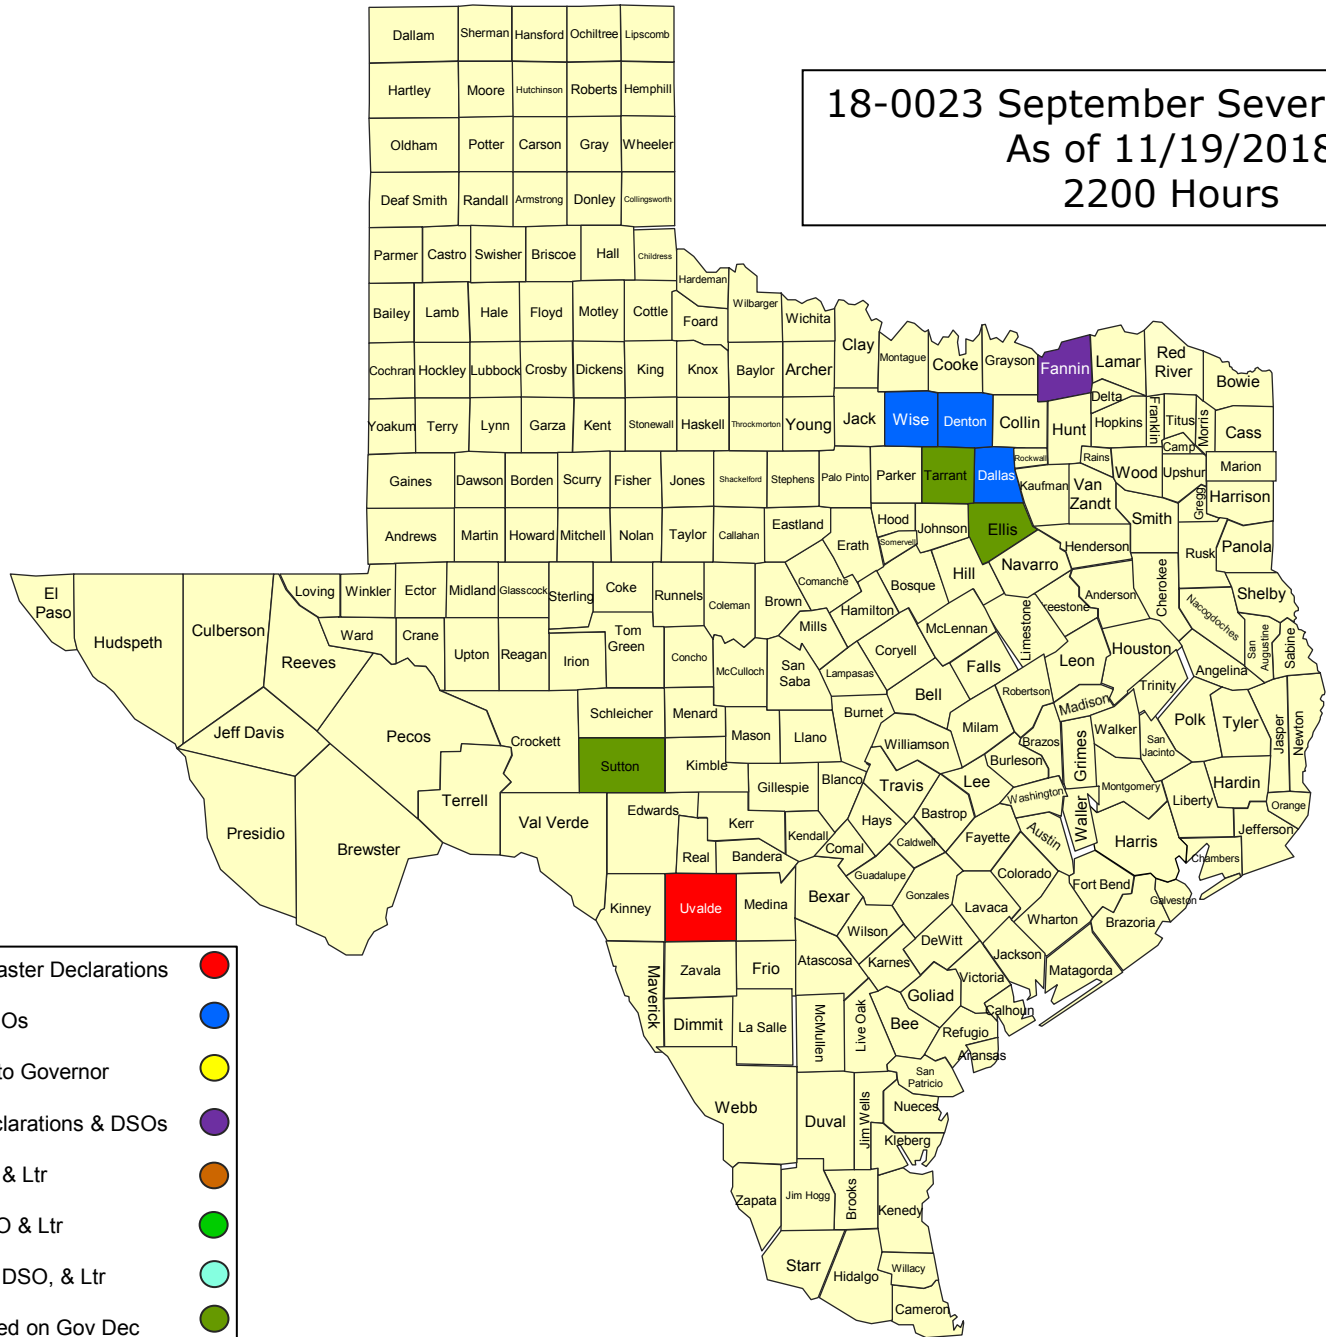 Dallam Sherman Hansford Ochiltree Lipscomb
Hartley Moore Hutchinson Roberts Hemphill
18-0023 September Sever
As of 11/19/2018
2200 Hours
Oldham Potter Carson Gray Wheeler
Deaf Smith Randall Armstrong Donley Collingsworth
Parmer Castro Swisher Briscoe Hall Childress
Hardeman
Bailey Lamb Hale Floyd Motley Cottle Foard Wilbarger Wichita
Clay Montague Cooke Grayson Fannin Lamar Red River Bowie
Cochran Hockley Lubbock Crosby Dickens King Knox Baylor Archer
Delta
Yoakum Terry Lynn Garza Kent Stonewall Haskell Throckmorton Young Jack Wise Denton Collin Hunt Hopkins Franklin Titus Morris Cass
Camp
Gaines Dawson Borden Scurry Fisher Jones Shackelford Stephens Palo Pinto Parker Tarrant Dallas Rockwall Kaufman Rains Van Zandt Wood Upshur Marion
Gregg Harrison
Andrews Martin Howard Mitchell Nolan Taylor Callahan Eastland Erath Hood Somervell Johnson Ellis Henderson Smith Rusk Panola
El Paso Hudspeth Culberson Loving Winkler Ector Midland Glasscock Sterling Coke Runnels Coleman Brown Comanche Hamilton Bosque Hill Navarro Anderson Cherokee Nacogdoches Shelby
Reeves Ward Crane Upton Reagan Irion Tom Green Concho McCulloch San Saba Mills Lampasas Coryell McLennan Limestone reestone Leon Houston Angelina San Augustine Sabine
Falls Bell Robertson Madison Trinity
Jeff Davis Pecos Crockett Schleicher Menard Mason Llano Burnet Williamson Milam Brazos Grimes Walker San Jacinto Polk Tyler Jasper Newton
Sutton Kimble Gillespie Blanco Travis Lee Burleson Washington Montgomery Liberty Hardin Orange
Presidio Brewster Terrell Val Verde Edwards Kerr Kendall Hays Bastrop Caldwell Fayette Austin Waller Harris Jefferson Chambers
Real Bandera Comal Guadalupe Gonzales Colorado Fort Bend Galveston
Kinney Uvalde Medina Bexar Wilson Lavaca Wharton Brazoria
Maverick Zavala Frio Atascosa Karnes DeWitt Jackson Matagorda
Dimmit La Salle McMullen Live Oak Bee Goliad Victoria Calhoun Refugio Aransas
San Patricio
Webb Duval Jim Wells Nueces
Kleberg
Zapata Jim Hogg Brooks Kenedy
Starr Hidalgo Willacy
Cameron
aster Declarations
Os
to Governor
clarations & DSOs
& Ltr
O & Ltr
DSO, & Ltr
ed on Gov Dec